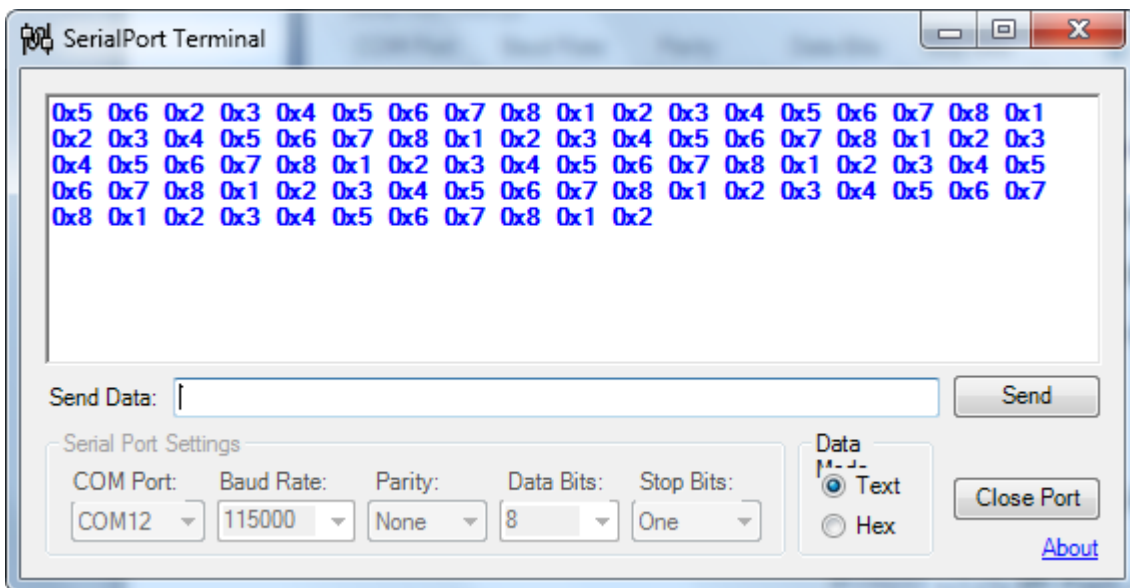 SerialPort Terminal
0x5 0x6 0x2 0x3 0x4 0x5 0x6 0x7 0x8 0x1 0x2 0x3 0x4 0x5 0x6 0x7 0x8 0x1
0x2 0x3 0x4 0x5 0x6 0x7 0x8 0x1 0x2 0x3 0x4 0x5 0x6 0x7 0x8 0x1 0x2 0x3
0x4 0x5 0x6 0x7 0x8 0x1 0x2 0x3 0x4 0x5 0x6 0x7 0x8 0x1 0x2 0x3 0x4 0x5
0x6 0x7 0x8 0x1 0x2 0x3 0x4 0x5 0x6 0x7 0x8 0x1 0x2 0x3 0x4 0x5 0x6 0x7
0x8 0x1 0x2 0x3 0x4 0x5 0x6 0x7 0x8 0x1 0x2
Send Data:
Send
Serial Port Settings
COM Port: Baud Rate: Parity: Data Bits: Stop Bits:
COM12 115000 None 8 One
Data
Text
Hex
Close Port
About